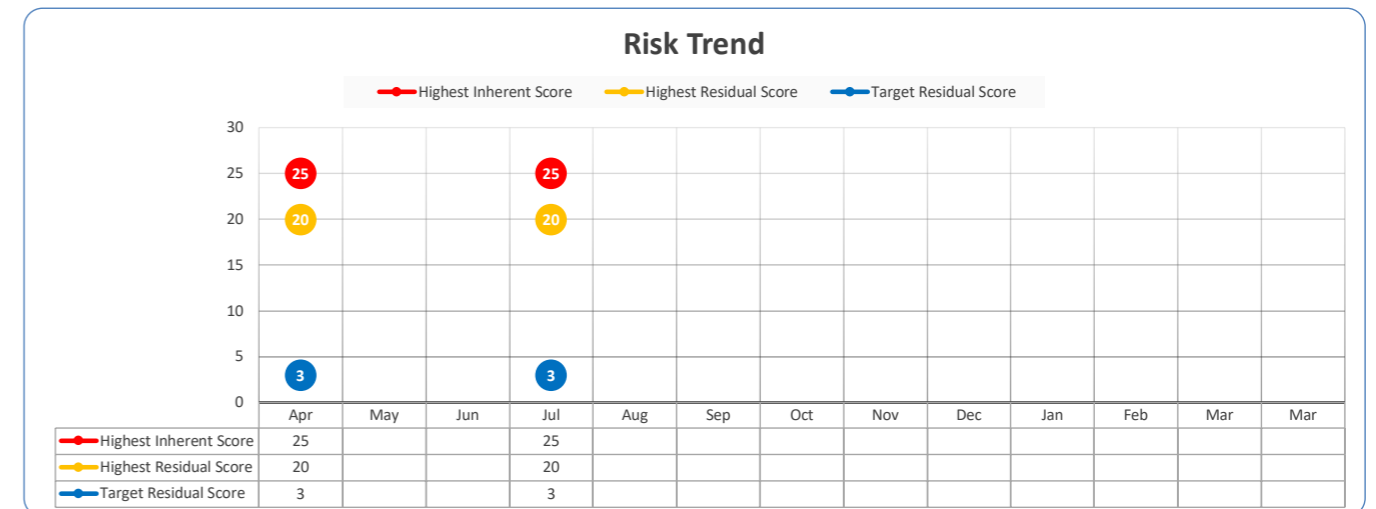 Risk Trend
Highest Inherent Score Highest Residual Score Target Residual Score
30
25 25 25
20 20 20
15
10
5
3 3
0
Apr May Jun Jul Aug Sep Oct Nov Dec Jan Feb Mar Mar
Highest Inherent Score 25 25
Highest Residual Score 20 20
Target Residual Score 3 3